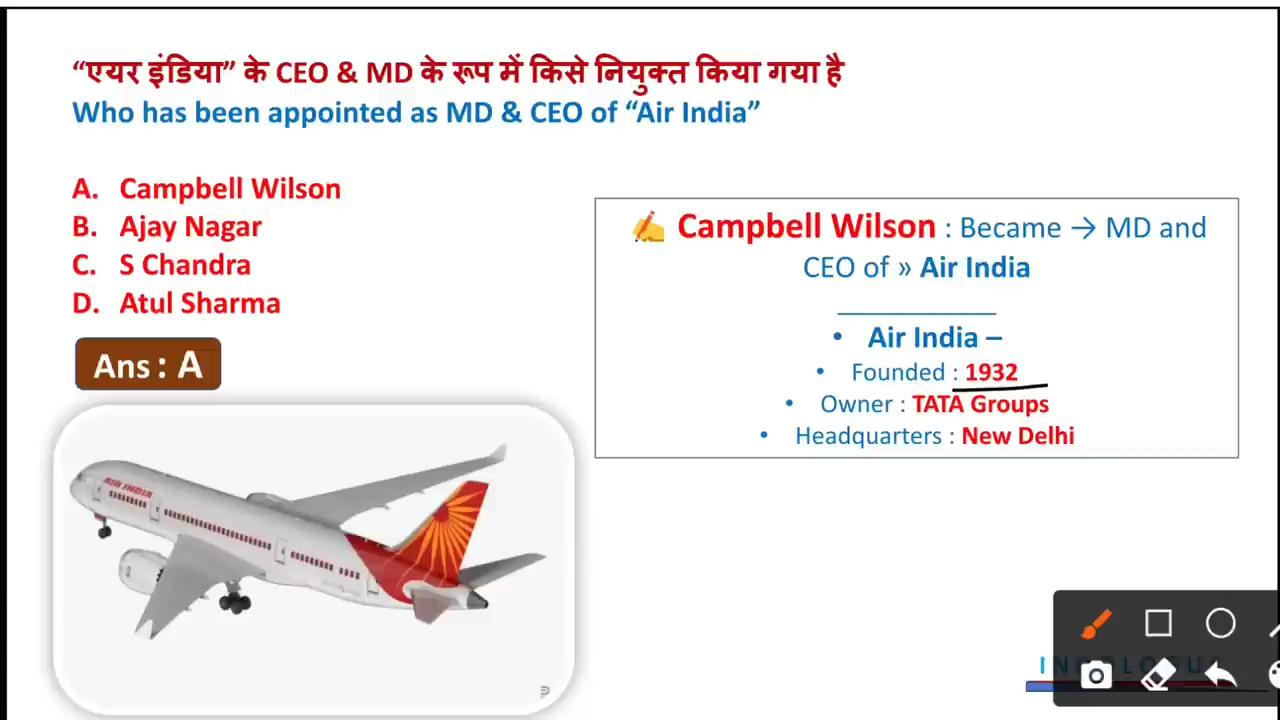 “एयर इंडिया” के CEO & MD के रूप में किसे नियुक्त किया गया है
Who has been appointed as MD & CEO of “Air India”
A. Campbell Wilson
B. Ajay Nagar
C. S Chandra
D. Atul Sharma
Ans : A
✍ Campbell Wilson : Became → MD and
CEO of » Air India
• Air India –
• Founded : 1932
• Owner : TATA Groups
• Headquarters : New Delhi
AIR INDIA